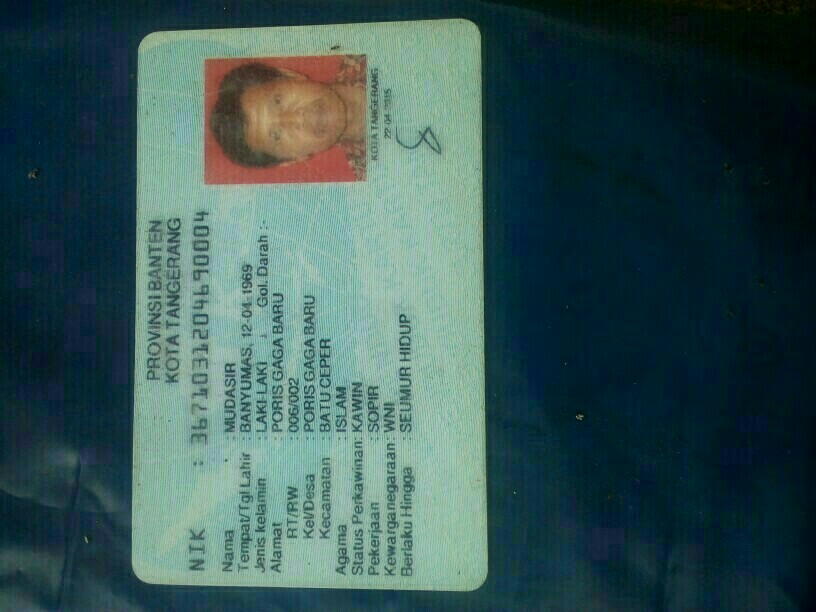 PROVINSI BANTEN
KOTA TANGERANG
NIK : 3671031204690004
Nama : MUDASIR
Tempat/Tgl Lahir : BANYUMAS, 12-04-1969
Jenis kelamin : LAKI-LAKI Gol. Darah :-
Alamat : PORIS GAGA BARU
RT/RW : 006/002
Kel/Desa : PORIS GAGA BARU
Kecamatan : BATU CEPER
Agama : ISLAM
Status Perkawinan: KAWIN
Pekerjaan : SOPIR
Kewarganegaraan: WNI
Berlaku Hingga : SEUMUR HIDUP
KOTA TANGERANG
22-04-2015